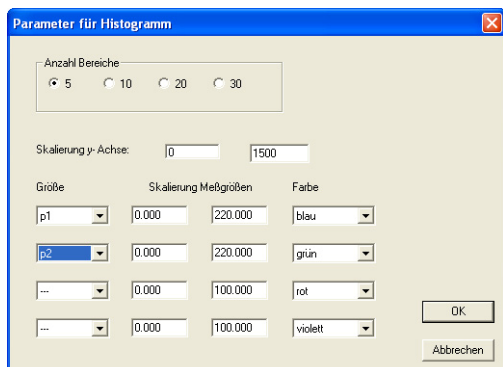 Parameter für Histogramm
Anzahl Bereiche
5 10 20 30
Skalierung y- Achse: 0 1500
Größe Skalierung Meßgrößen Farbe
p1 0.000 220.000 blau
p2 0.000 220.000 grün
--- 0.000 100.000 rot
--- 0.000 100.000 violett
OK
Abbrechen